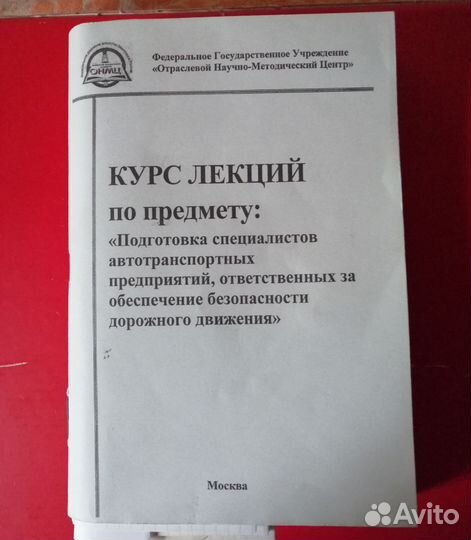 ОНМЦ
Федеральное Государственное Учреждение
«Отраслевой Научно-Методический Центр»
КУРС ЛЕКЦИЙ
по предмету:
«Подготовка специалистов
автотранспортных
предприятий, ответственных за
обеспечение безопасности
дорожного движения»
Москва
Avito